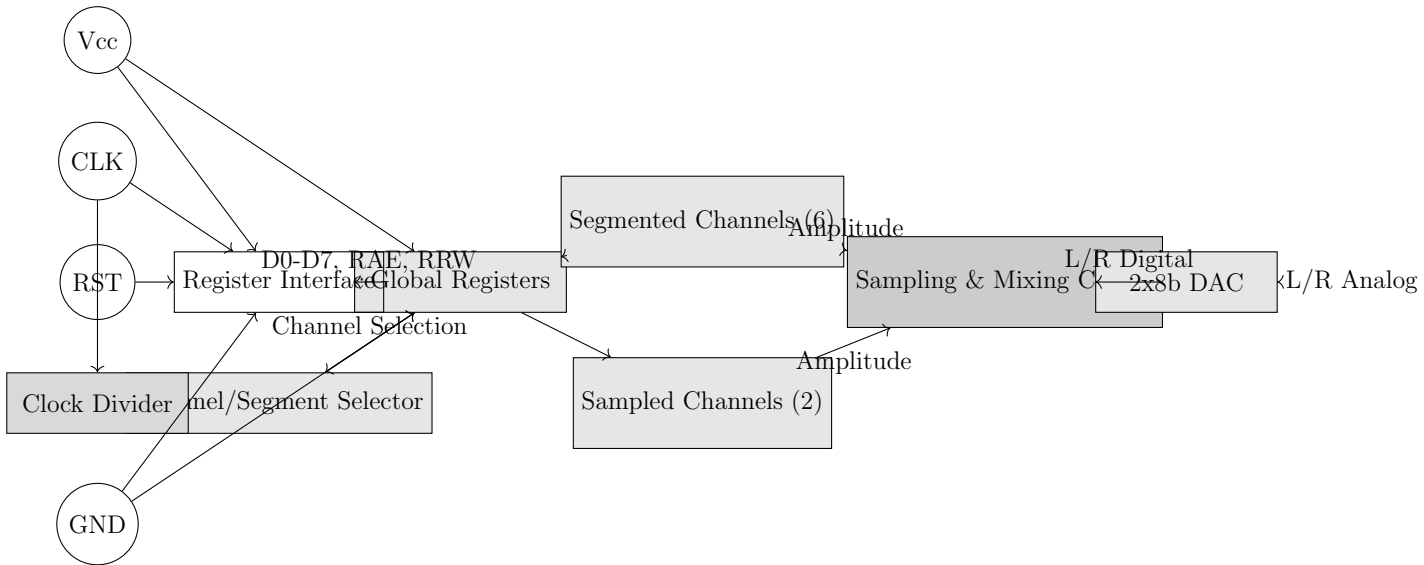 Vcc
CLK
Segmented Channels (6)
Amplitude
D0-D7, RAE, RRW
L/R Digital
RST
Register Interface
Global Registers
Sampling & Mixing C
2x8b DAC
L/R Analog
Channel Selection
Amplitude
Clock Divider
nel/Segment Selector
Sampled Channels (2)
GND